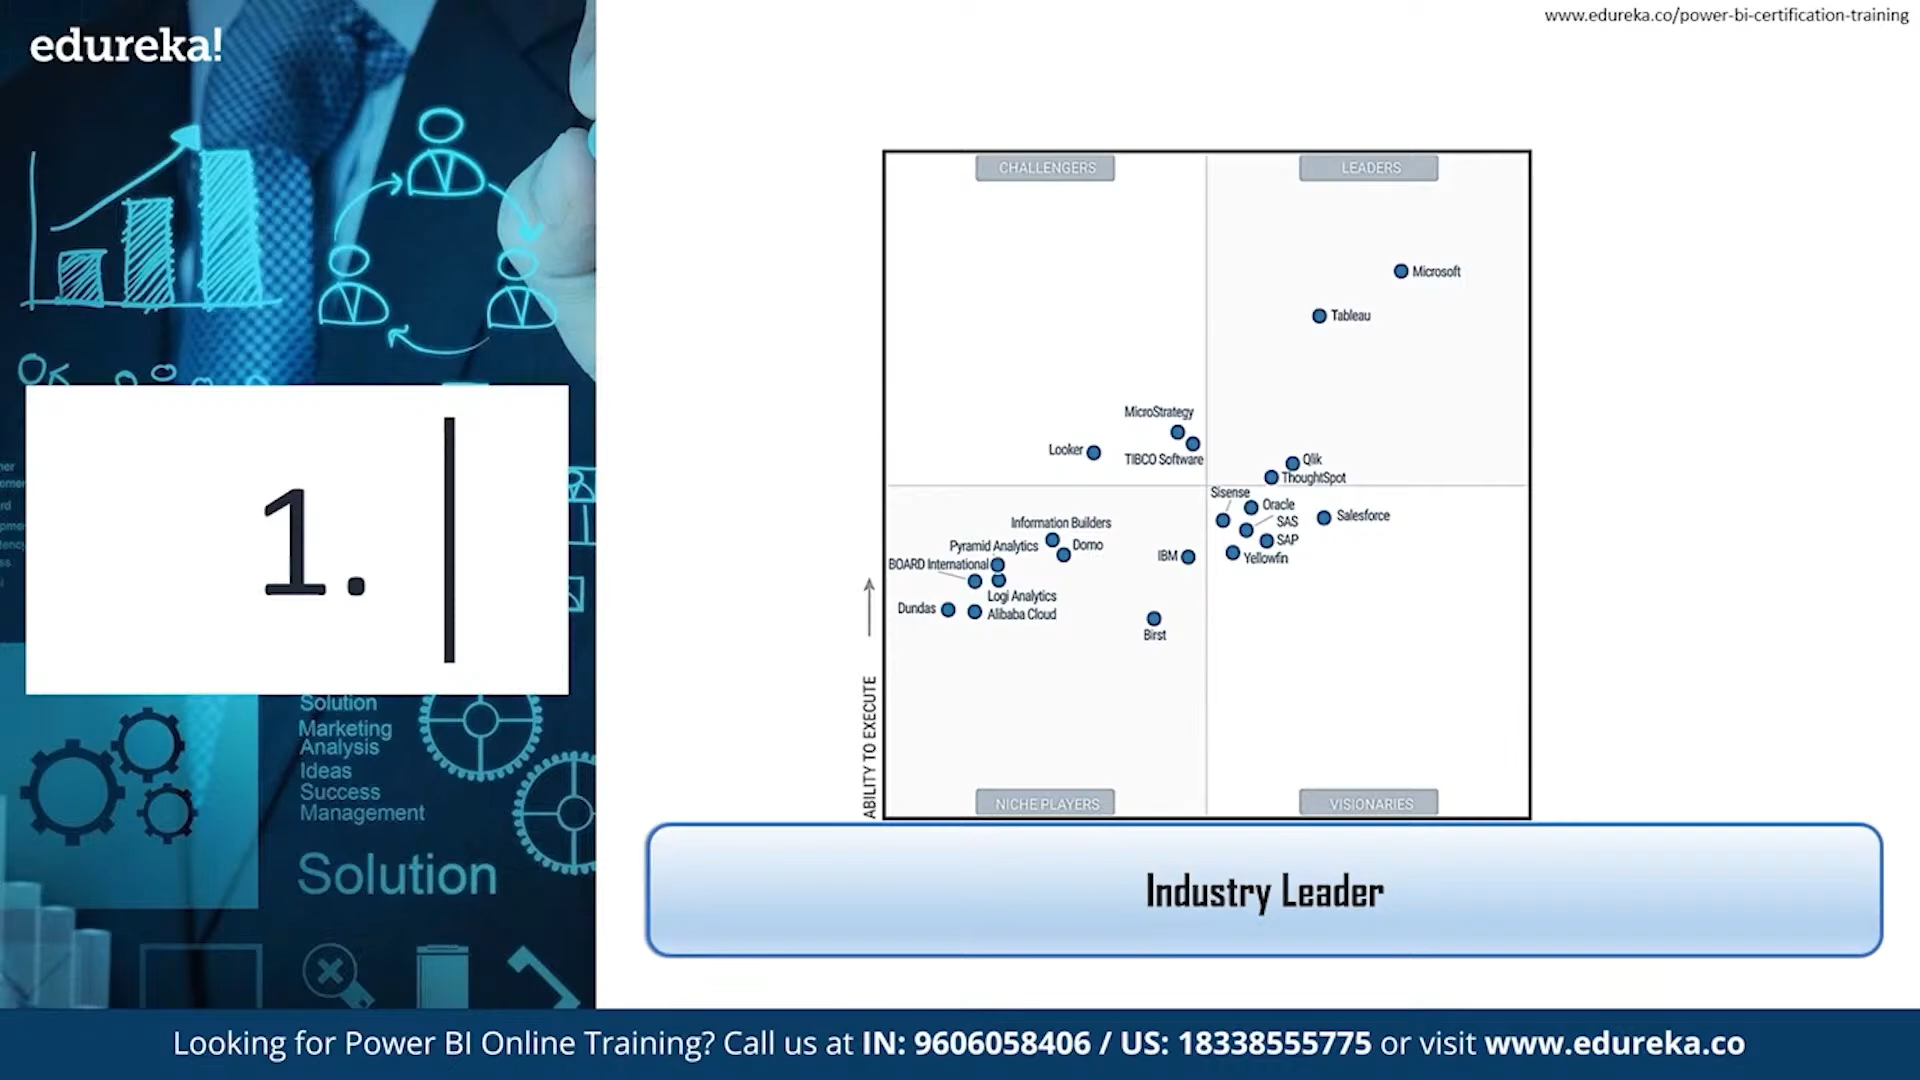 edureka!
www.edureka.co/power-bi-certification-training
1.
Solution
Marketing
Analysis
Ideas
Success
Management
Solution
CHALLENGERS
LEADERS
Microsoft
Tableau
MicroStrategy
Looker
TIBCO Software
Qlik
ThoughtSpot
Sisense
Oracle
SAS
Salesforce
SAP
Yellowfin
Information Builders
Domo
Pyramid Analytics
IBM
BOARD International
Logi Analytics
Dundas
Alibaba Cloud
Birst
ABILITY TO EXECUTE
NICHE PLAYERS
VISIONARIES
Industry Leader
Looking for Power BI Online Training? Call us at IN: 9606058406 / US: 18338555775 or visit www.edureka.co